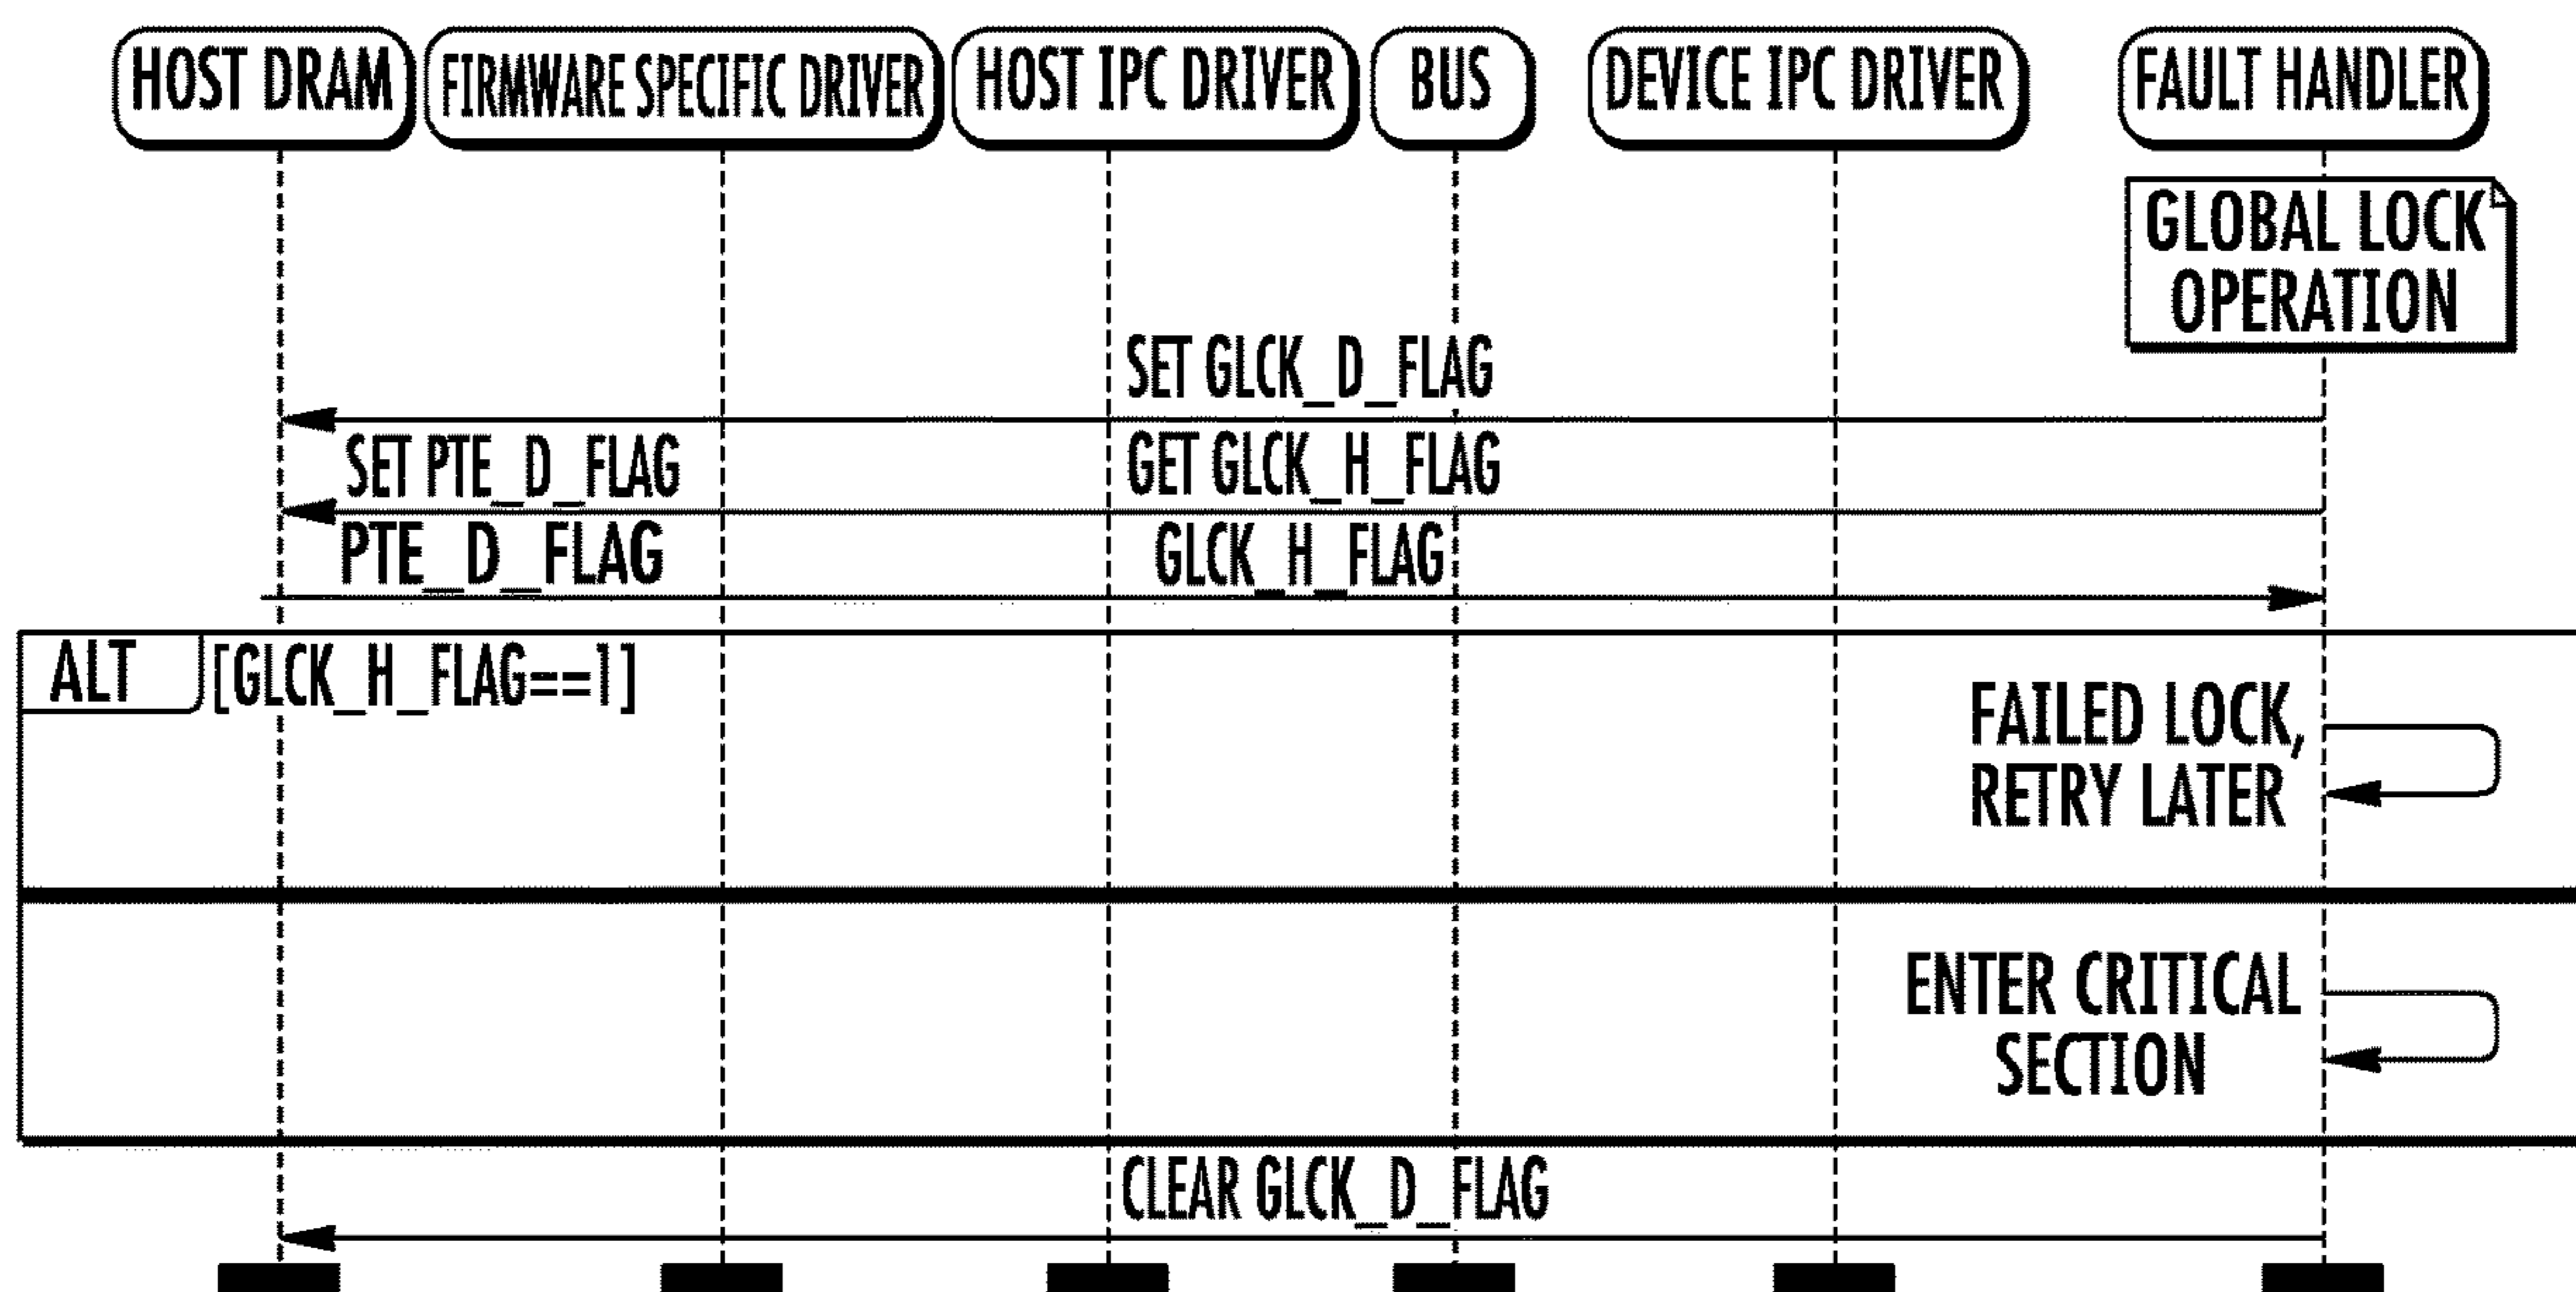 HOST DRAM
FIRMWARE SPECIFIC DRIVER
HOST IPC DRIVER
BUS
DEVICE IPC DRIVER
FAULT HANDLER
GLOBAL LOCK
OPERATION
SET GLCK_D_FLAG
SET PTE_D_FLAG
GET GLCK_H_FLAG
PTE_D_FLAG
GLCK_H_FLAG
ALT
[GLCK_H_FLAG==1]
FAILED LOCK,
RETRY LATER
ENTER CRITICAL
SECTION
CLEAR GLCK_D_FLAG